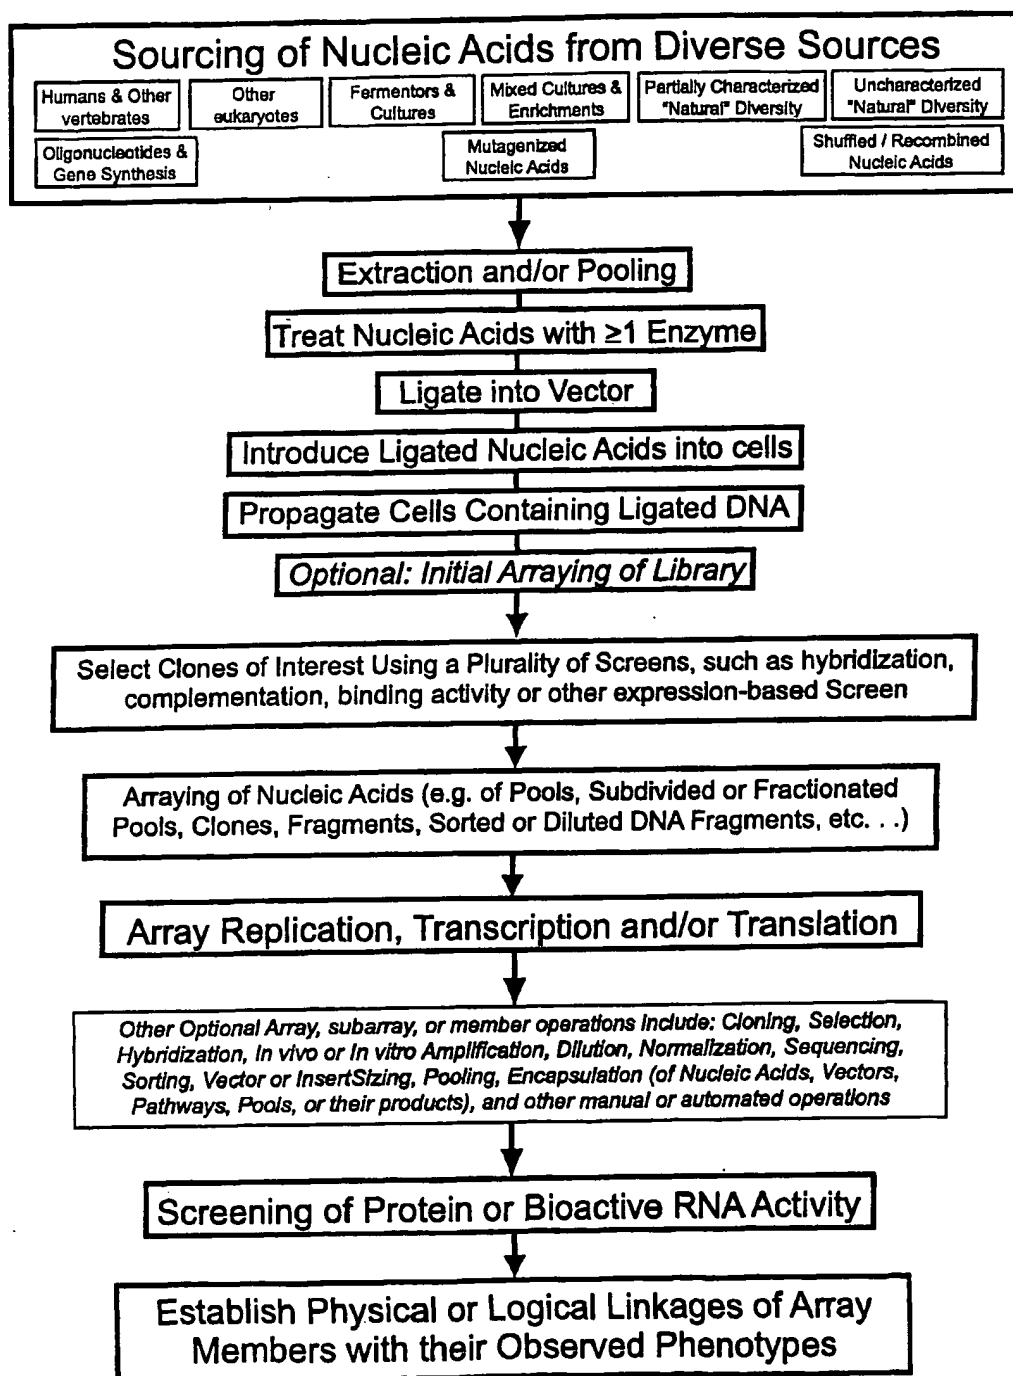 Sourcing of Nucleic Acids from Diverse Sources
Humans & Other
vertebrates
Other
eukaryotes
Fermentors &
Cultures
Mixed Cultures &
Enrichments
Partially Characterized
"Natural" Diversity
Uncharacterized
"Natural" Diversity
Oligonucleotides &
Gene Synthesis
Mutagenized
Nucleic Acids
Shuffled / Recombined
Nucleic Acids
Extraction and/or Pooling
Treat Nucleic Acids with ≥1 Enzyme
Ligate into Vector
Introduce Ligated Nucleic Acids into cells
Propagate Cells Containing Ligated DNA
Optional: Initial Arraying of Library
Select Clones of Interest Using a Plurality of Screens, such as hybridization,
complementation, binding activity or other expression-based Screen
Arraying of Nucleic Acids (e.g. of Pools, Subdivided or Fractionated
Pools, Clones, Fragments, Sorted or Diluted DNA Fragments, etc. . .)
Array Replication, Transcription and/or Translation
Other Optional Array, subarray, or member operations Include: Cloning, Selection,
Hybridization, In vivo or In vitro Amplification, Dilution, Normalization, Sequencing,
Sorting, Vector or InsertSizing, Pooling, Encapsulation (of Nucleic Acids, Vectors,
Pathways, Pools, or their products), and other manual or automated operations
Screening of Protein or Bioactive RNA Activity
Establish Physical or Logical Linkages of Array
Members with their Observed Phenotypes